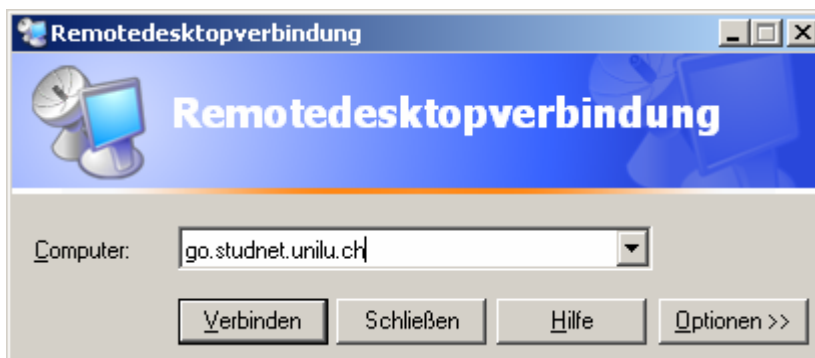 Remotedesktopverbindung
Remotedesktopverbindung
Computer: go.studnet.unilu.ch
Verbinden Schließen Hilfe Optionen >>